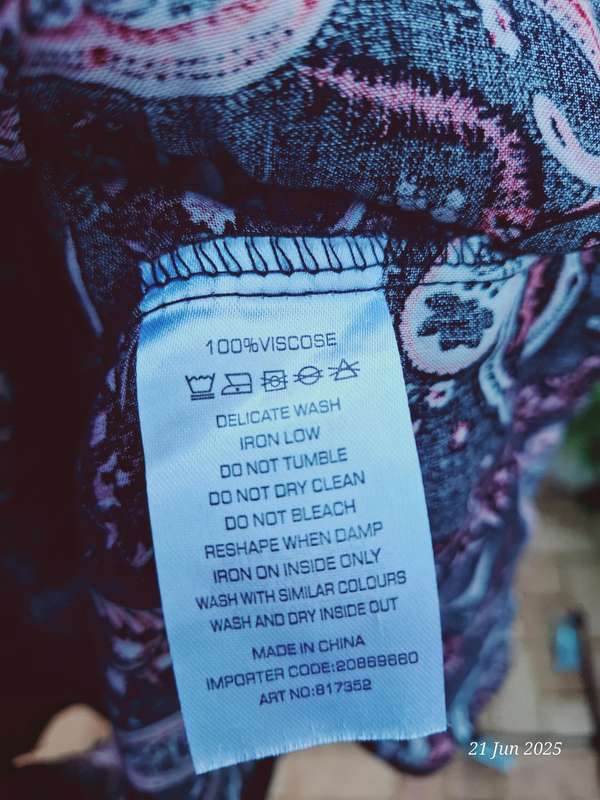 100%VISCOSE
DELICATE WASH
IRON LOW
DO NOT TUMBLE
DO NOT DRY CLEAN
DO NOT BLEACH
RESHAPE WHEN DAMP
IRON ON INSIDE ONLY
WASH WITH SIMILAR COLOURS
WASH AND DRY INSIDE OUT
MADE IN CHINA
IMPORTER CODE:20869660
ART NO:817352
21 Jun 2025